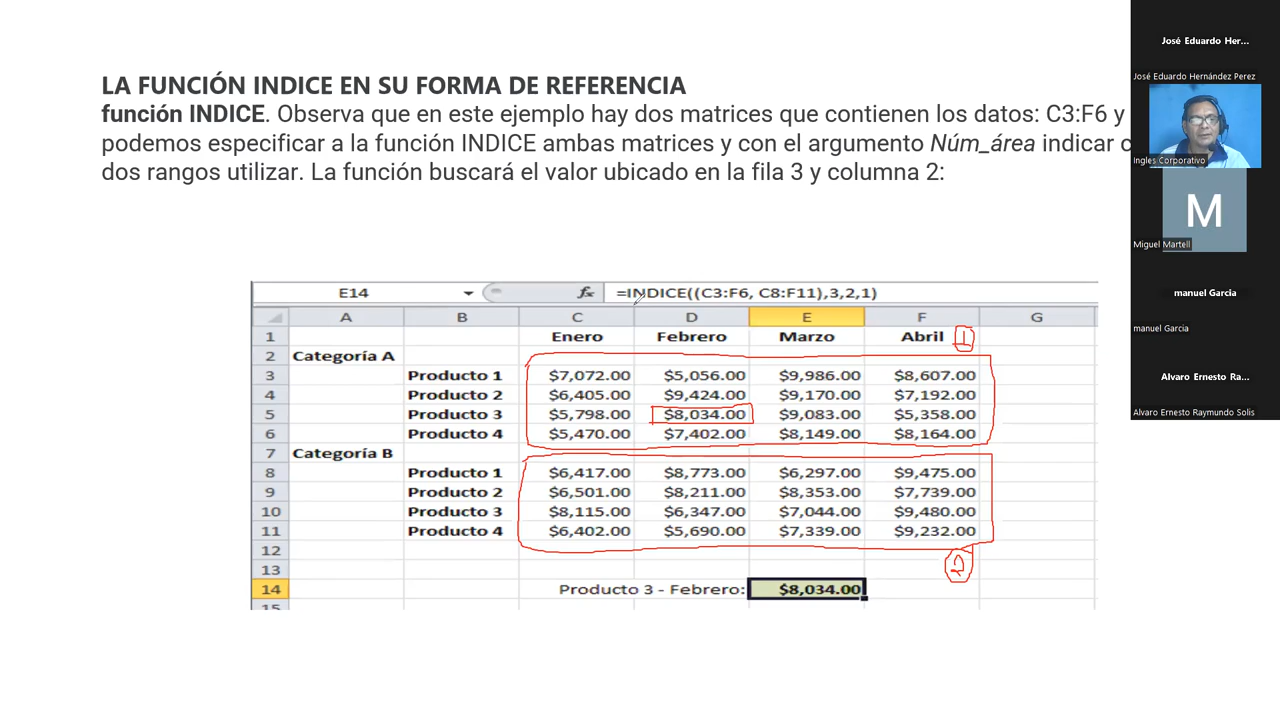 LA FUNCIÓN INDICE EN SU FORMA DE REFERENCIA
función INDICE. Observa que en este ejemplo hay dos matrices que contienen los datos: C3:F6 y
podemos especificar a la función INDICE ambas matrices y con el argumento Núm_área indicar
dos rangos utilizar. La función buscará el valor ubicado en la fila 3 y columna 2:
E14 fx =INDICE((C3:F6, C8:F11),3,2,1)
A B C D E F G
1 Enero Febrero Marzo Abril 1
2 Categoría A
3 Producto 1 $7,072.00 $5,056.00 $9,986.00 $8,607.00
4 Producto 2 $6,405.00 $9,424.00 $9,170.00 $7,192.00
5 Producto 3 $5,798.00 $8,034.00 $9,083.00 $5,358.00
6 Producto 4 $5,470.00 $7,402.00 $8,149.00 $8,164.00
7 Categoría B
8 Producto 1 $6,417.00 $8,773.00 $6,297.00 $9,475.00
9 Producto 2 $6,501.00 $8,211.00 $8,353.00 $7,739.00
10 Producto 3 $8,115.00 $6,347.00 $7,044.00 $9,480.00
11 Producto 4 $6,402.00 $5,690.00 $7,339.00 $9,232.00
12
13 2
14 Producto 3 - Febrero: $8,034.00
15
José Eduardo Her...
José Eduardo Hernández Perez
Ingles Corporativo
M
Miguel Martell
manuel Garcia
manuel Garcia
Alvaro Ernesto Ra...
Alvaro Ernesto Raymundo Solis